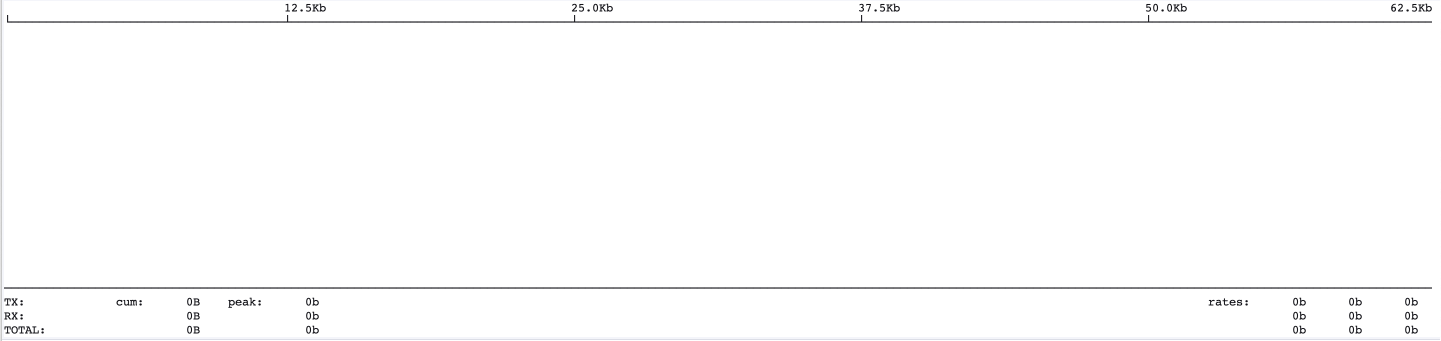 12.5Kb 25.0Kb 37.5Kb 50.0Kb 62.5Kb
TX: cum: 0B peak: 0b rates: 0b 0b 0b
RX: 0B 0b 0b 0b 0b
TOTAL: 0B 0b 0b 0b 0b